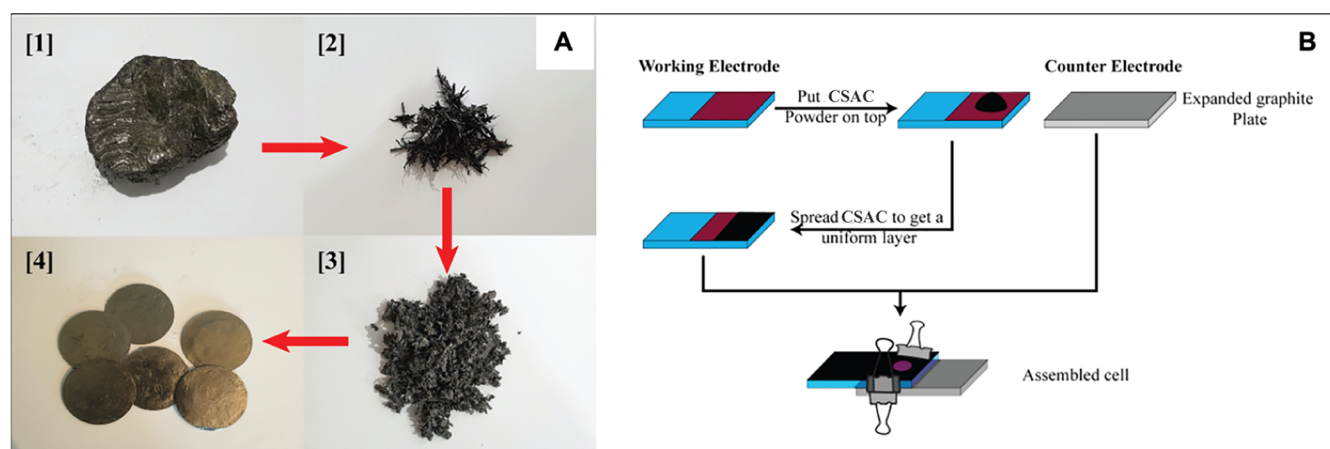 [1]
[2]
A
[4]
[3]
B
Working Electrode
Counter Electrode
Put CSAC
Powder on top
Expanded graphite
Plate
Spread CSAC to get a
uniform layer
Assembled cell